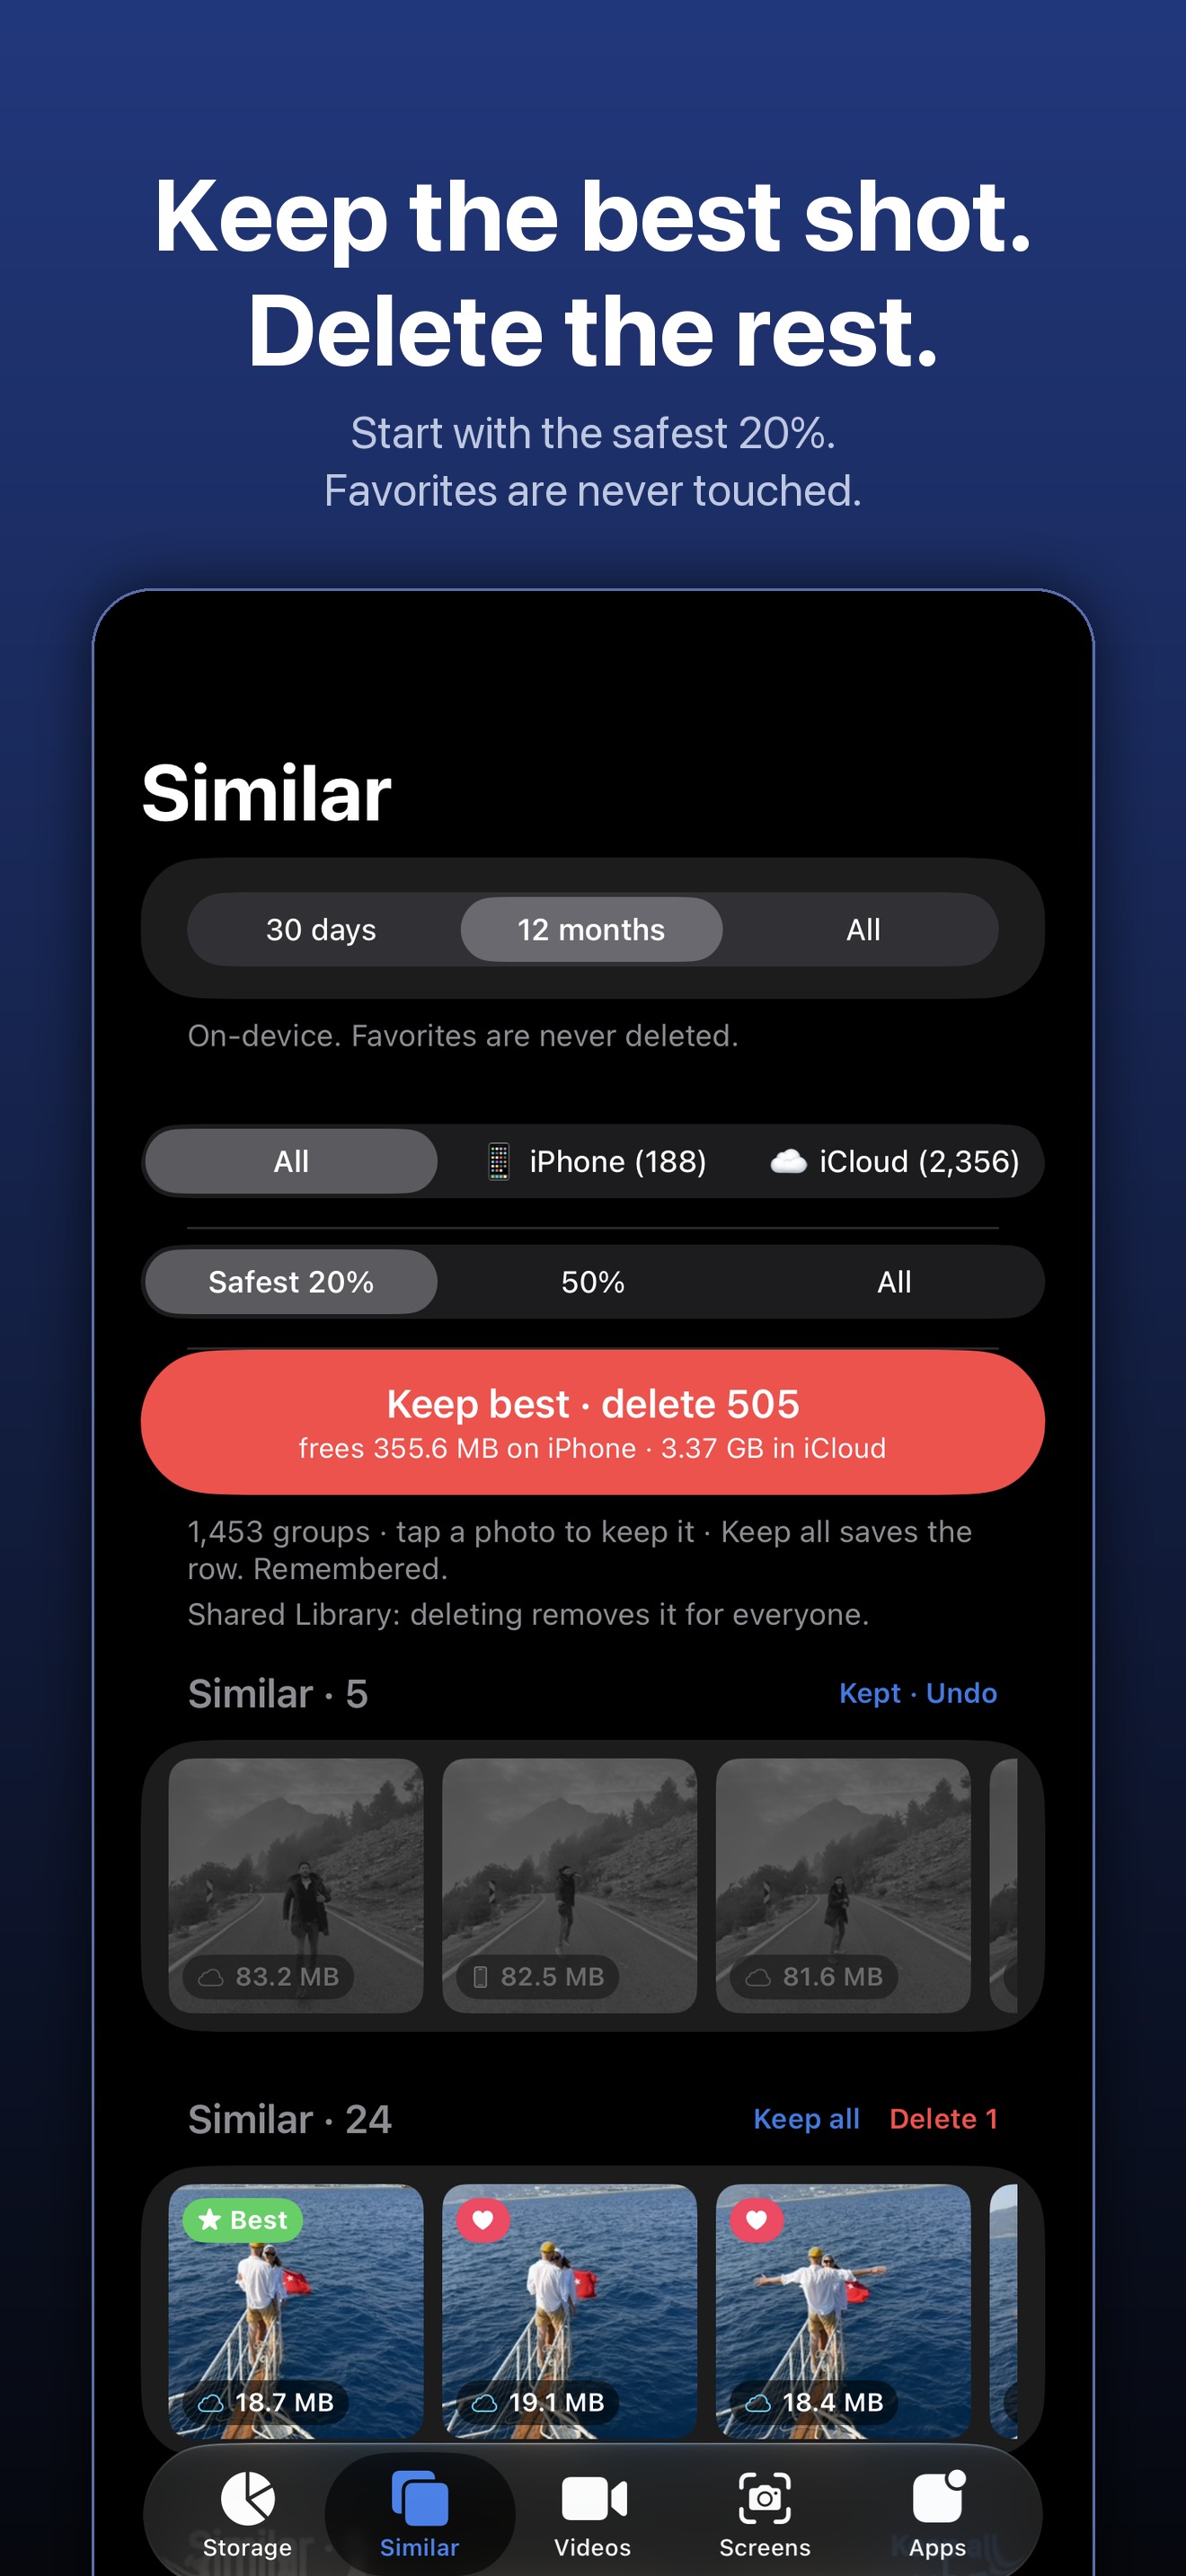 Keep the best shot.
Delete the rest.
Start with the safest 20%.
Favorites are never touched.
Similar
30 days
12 months
All
On-device. Favorites are never deleted.
All
iPhone (188)
iCloud (2,356)
Safest 20%
50%
All
Keep best · delete 505
frees 355.6 MB on iPhone · 3.37 GB in iCloud
1,453 groups · tap a photo to keep it · Keep all saves the
row. Remembered.
Shared Library: deleting removes it for everyone.
Similar · 5
Kept · Undo
83.2 MB
82.5 MB
81.6 MB
Similar · 24
Keep all
Delete 1
Best
18.7 MB
19.1 MB
18.4 MB
Storage
Similar
Videos
Screens
Apps